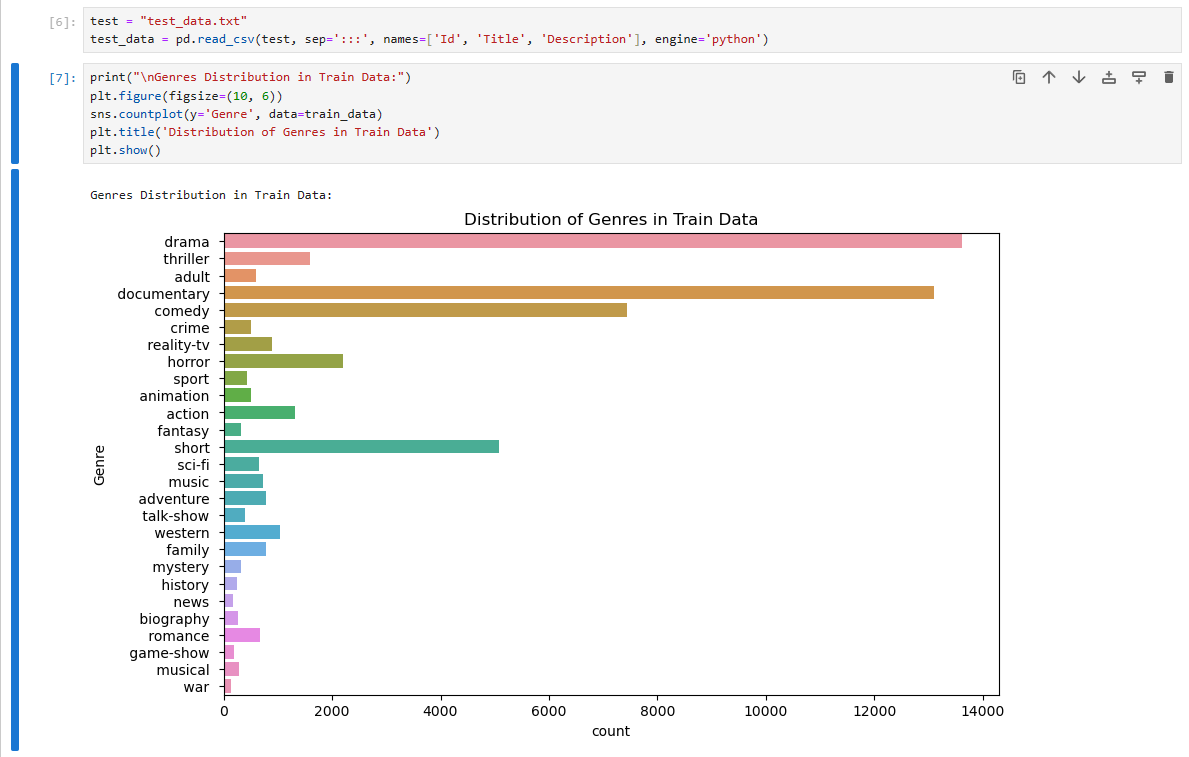 [6]: test = "test_data.txt"
test_data = pd.read_csv(test, sep=':::', names=['Id', 'Title', 'Description'], engine='python')
[7]: print("\nGenres Distribution in Train Data:")
plt.figure(figsize=(10, 6))
sns.countplot(y='Genre', data=train_data)
plt.title('Distribution of Genres in Train Data')
plt.show()
Genres Distribution in Train Data:
Distribution of Genres in Train Data
drama
thriller
adult
documentary
comedy
crime
reality-tv
horror
sport
animation
action
fantasy
short
sci-fi
music
adventure
talk-show
western
family
mystery
history
news
biography
romance
game-show
musical
war
Genre
0 2000 4000 6000 8000 10000 12000 14000
count